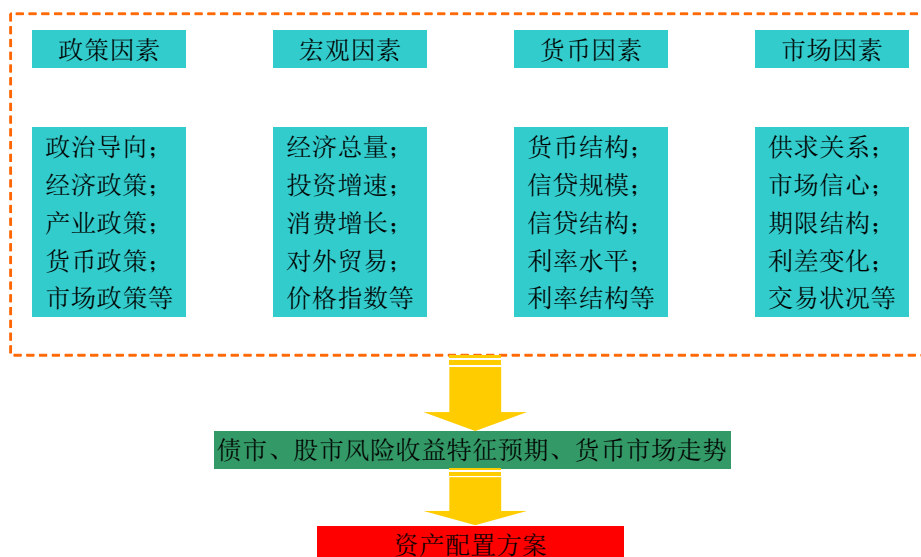 政策因素
宏观因素
货币因素
市场因素
政治导向；
经济政策；
产业政策；
货币政策；
市场政策等
经济总量；
投资增速；
消费增长；
对外贸易；
价格指数等
货币结构；
信贷规模；
信贷结构；
利率水平；
利率结构等
供求关系；
市场信心；
期限结构；
利差变化；
交易状况等
债市、股市风险收益特征预期、货币市场走势
资产配置方案